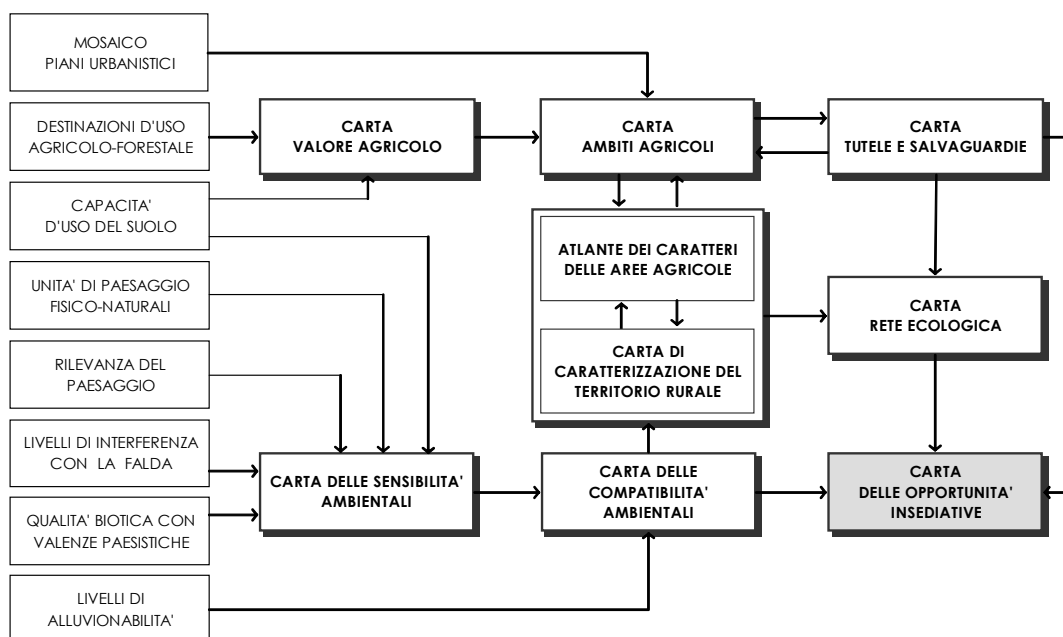 MOSAICO
PIANI URBANISTICI
DESTINAZIONI D'USO
AGRICOLO-FORESTALE
CAPACITA'
D'USO DEL SUOLO
UNITA' DI PAESAGGIO
FISICO-NATURALI
RILEVANZA DEL
PAESAGGIO
LIVELLI DI INTERFERENZA
CON LA FALDA
QUALITA' BIOTICA CON
VALENZE PAESISTICHE
LIVELLI DI
ALLUVIONABILITA'
CARTA
VALORE AGRICOLO
CARTA DELLE SENSIBILITA'
AMBIENTALI
CARTA
AMBITI AGRICOLI
ATLANTE DEI CARATTERI
DELLE AREE AGRICOLE
CARTA DI
CARATTERIZZAZIONE DEL
TERRITORIO RURALE
CARTA DELLE
COMPATIBILITA'
AMBIENTALI
CARTA
TUTELE E SALVAGUARDIE
CARTA
RETE ECOLOGICA
CARTA
DELLE OPPORTUNITA'
INSEDIATIVE